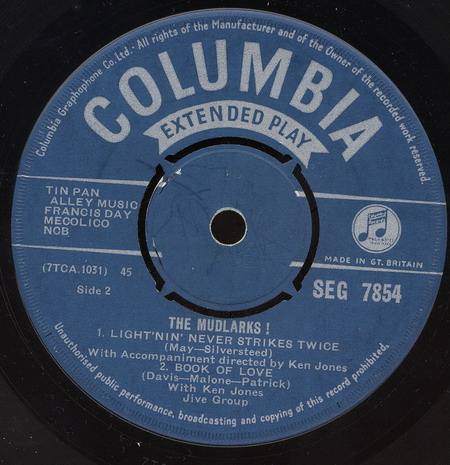 Columbia Graphophone Co. Ltd.· All rights of the Manufacturer and of the Owner of the recorded work reserved.
COLUMBIA
EXTENDED PLAY
TIN PAN
ALLEY MUSIC
FRANCIS DAY
MECOLICO
NCB
MADE IN GT. BRITAIN
(7TCA.1031) 45
Side 2
SEG 7854
THE MUDLARKS !
1. LIGHT'NIN' NEVER STRIKES TWICE
(May—Silversteed)
With Accompaniment directed by Ken Jones
2. BOOK OF LOVE
(Davis—Malone—Patrick)
With Ken Jones
Jive Group
Unauthorised public performance, broadcasting and copying of this record prohibited.